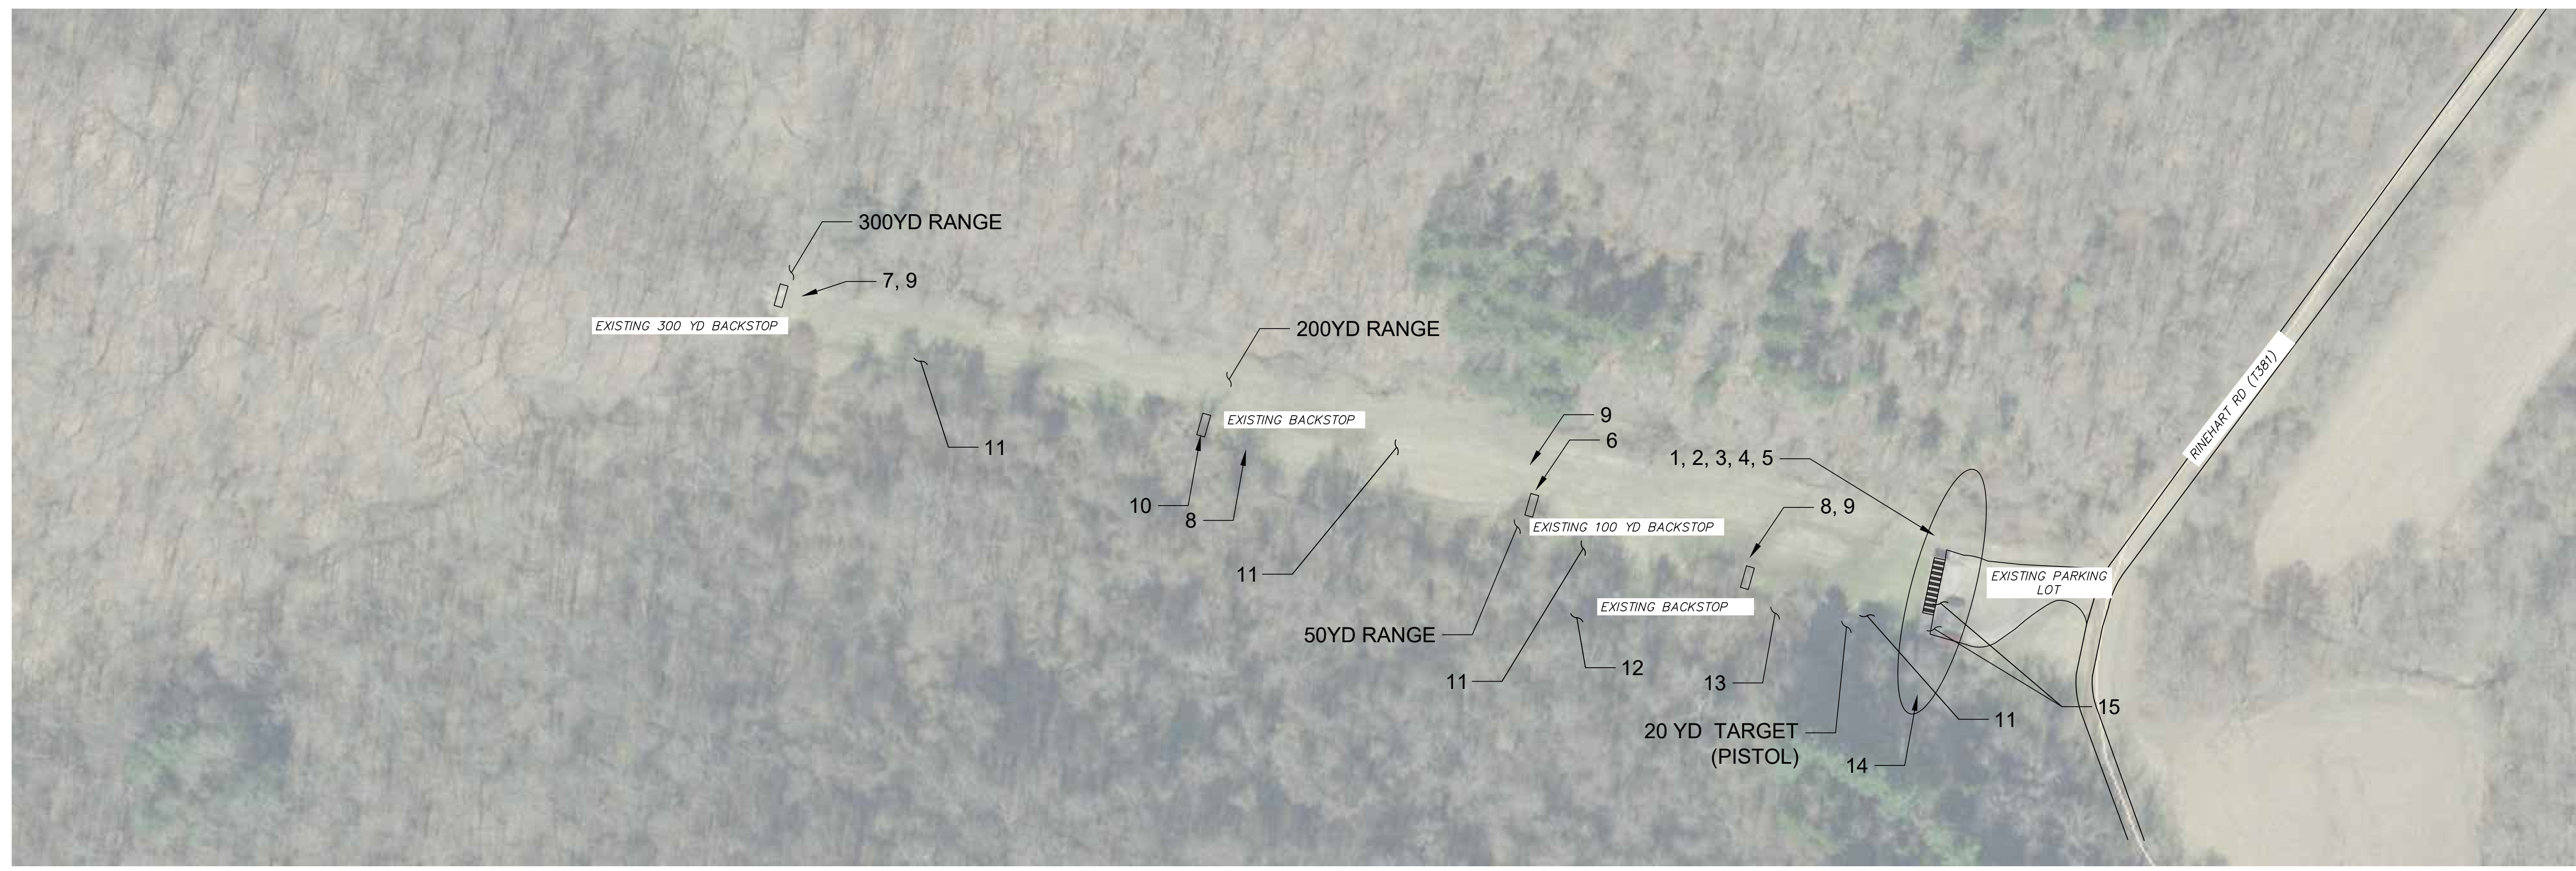 300YD RANGE
7, 9
EXISTING 300 YD BACKSTOP
200YD RANGE
RINEHART RD (T381)
9
EXISTING BACKSTOP
6
11
1, 2, 3, 4, 5
10
8
8, 9
EXISTING 100 YD BACKSTOP
11
EXISTING PARKING
LOT
EXISTING BACKSTOP
50YD RANGE
12
11
13
15
11
20 YD TARGET
(PISTOL)
14